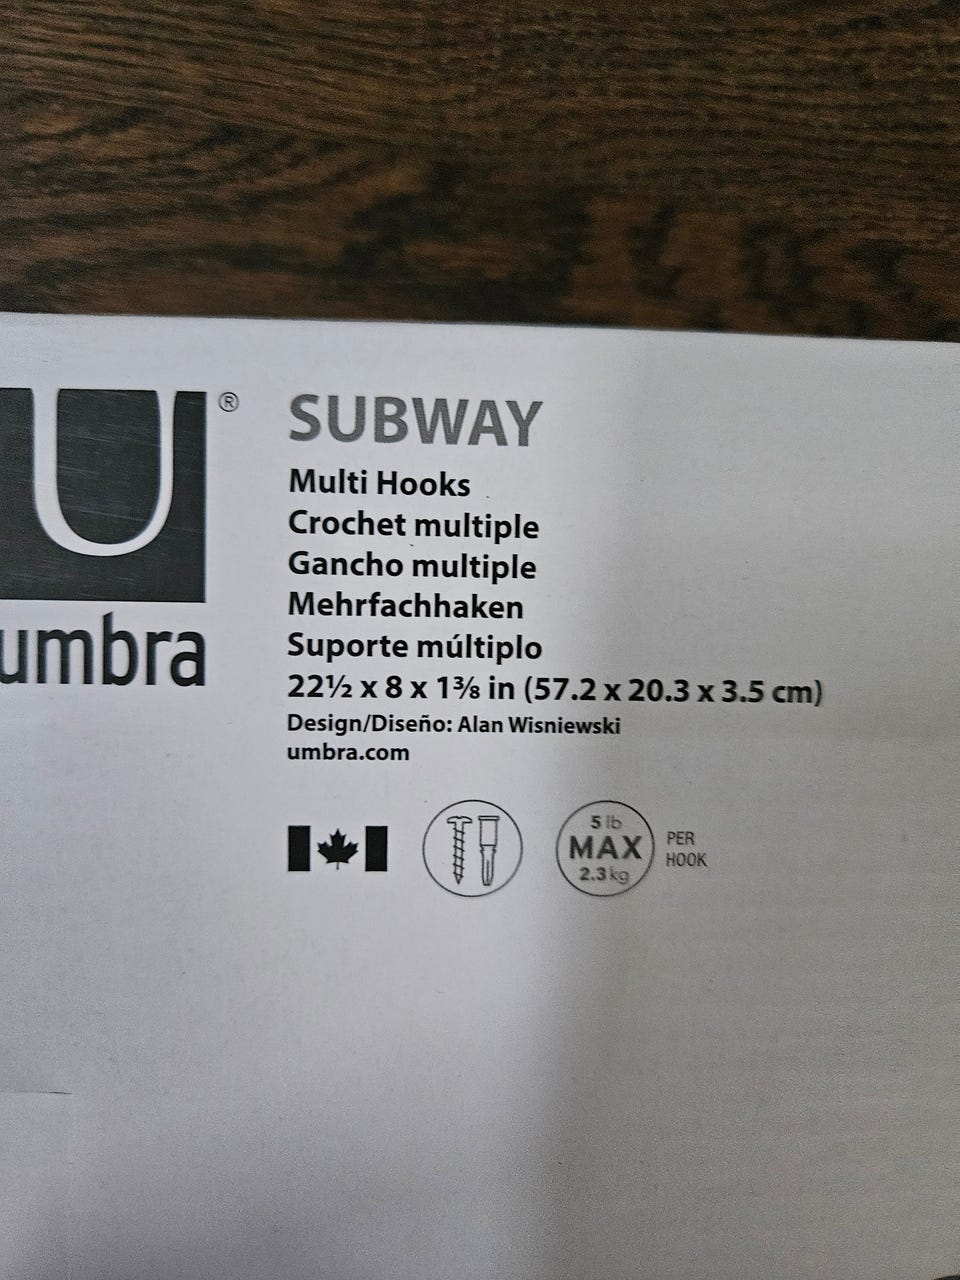 U®
umbra
SUBWAY
Multi Hooks
Crochet multiple
Gancho multiple
Mehrfachhaken
Suporte múltiplo
22½ x 8 x 1⅜ in (57.2 x 20.3 x 3.5 cm)
Design/Diseño: Alan Wisniewski
umbra.com
5 lb
MAX
2.3 kg
PER
HOOK